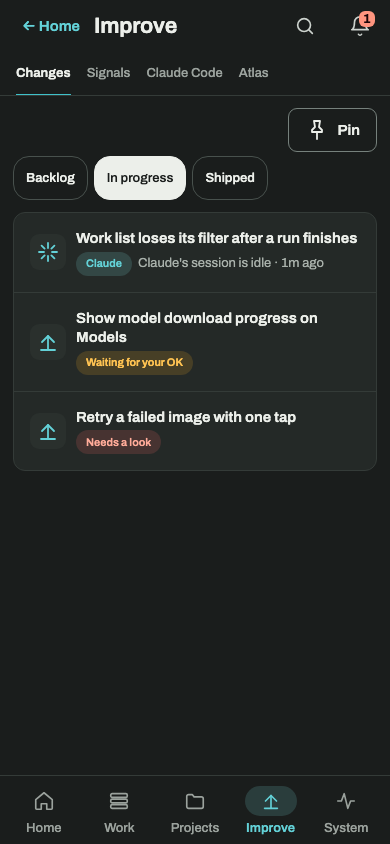 ← Home Improve 1
Changes Signals Claude Code Atlas
Pin
Backlog In progress Shipped
Work list loses its filter after a run finishes
Claude Claude's session is idle · 1m ago
Show model download progress on
Models
Waiting for your OK
Retry a failed image with one tap
Needs a look
Home Work Projects Improve System